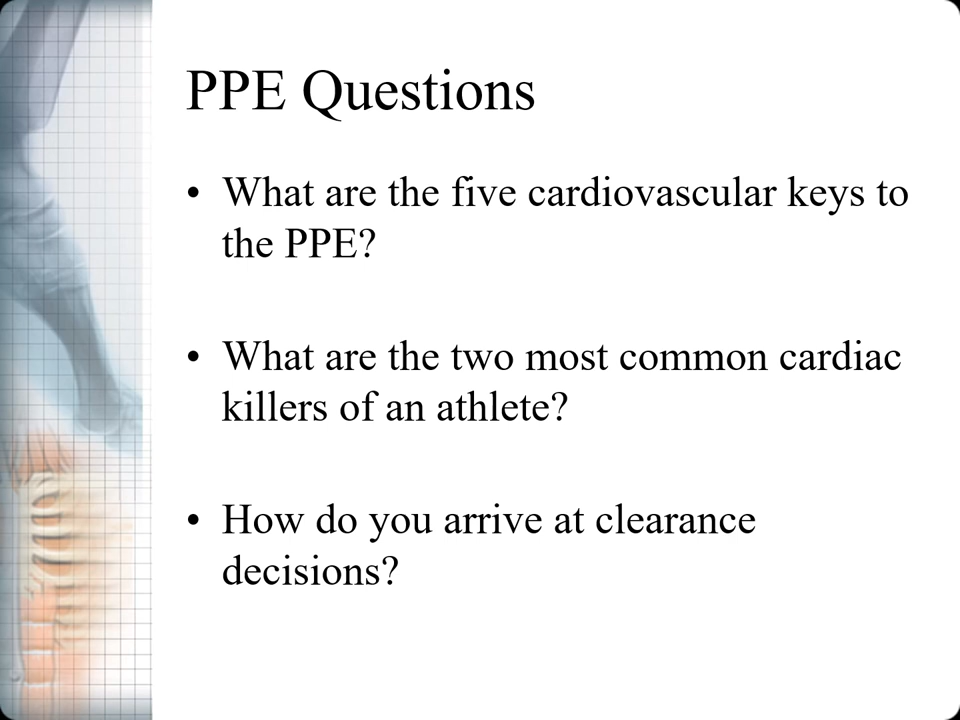 PPE Questions
• What are the five cardiovascular keys to
the PPE?
• What are the two most common cardiac
killers of an athlete?
• How do you arrive at clearance
decisions?